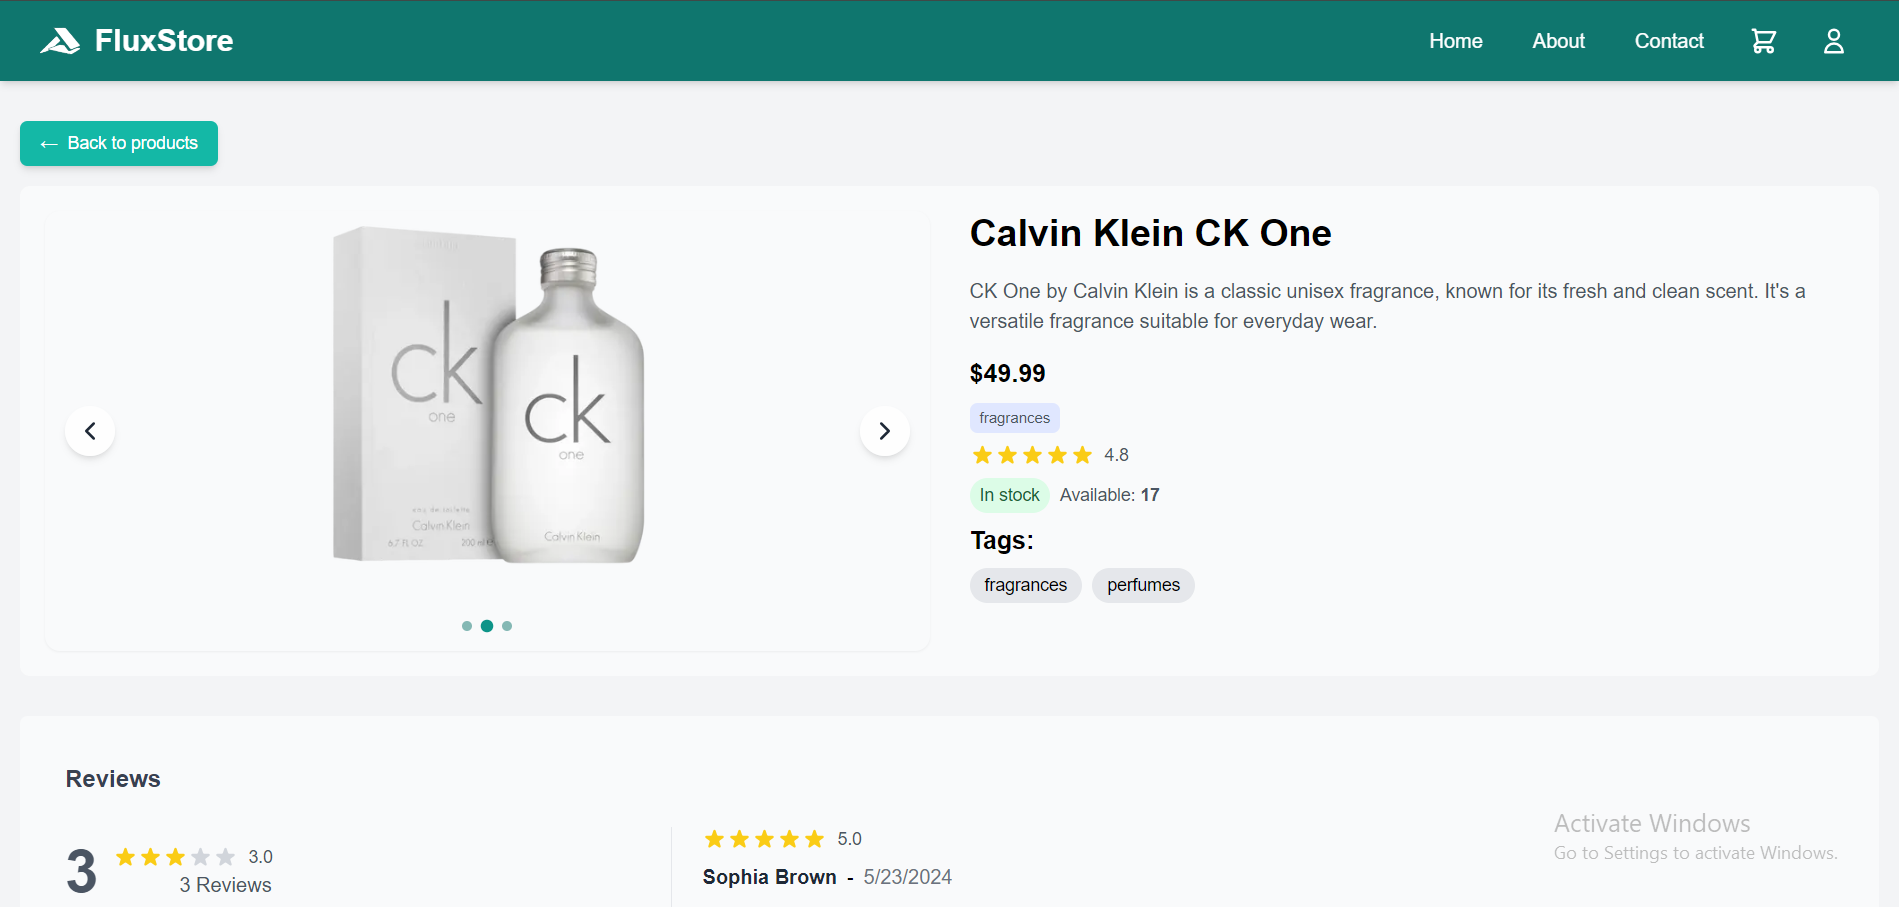 FluxStore
Home
About
Contact
← Back to products
ck
one
eau de toilette
Calvin Klein
6.7 FL OZ.
200 ml e
ck
one
Calvin Klein
Calvin Klein CK One
CK One by Calvin Klein is a classic unisex fragrance, known for its fresh and clean scent. It's a
versatile fragrance suitable for everyday wear.
$49.99
fragrances
4.8
In stock
Available: 17
Tags:
fragrances
perfumes
Reviews
3
3.0
3 Reviews
5.0
Sophia Brown - 5/23/2024
Activate Windows
Go to Settings to activate Windows.